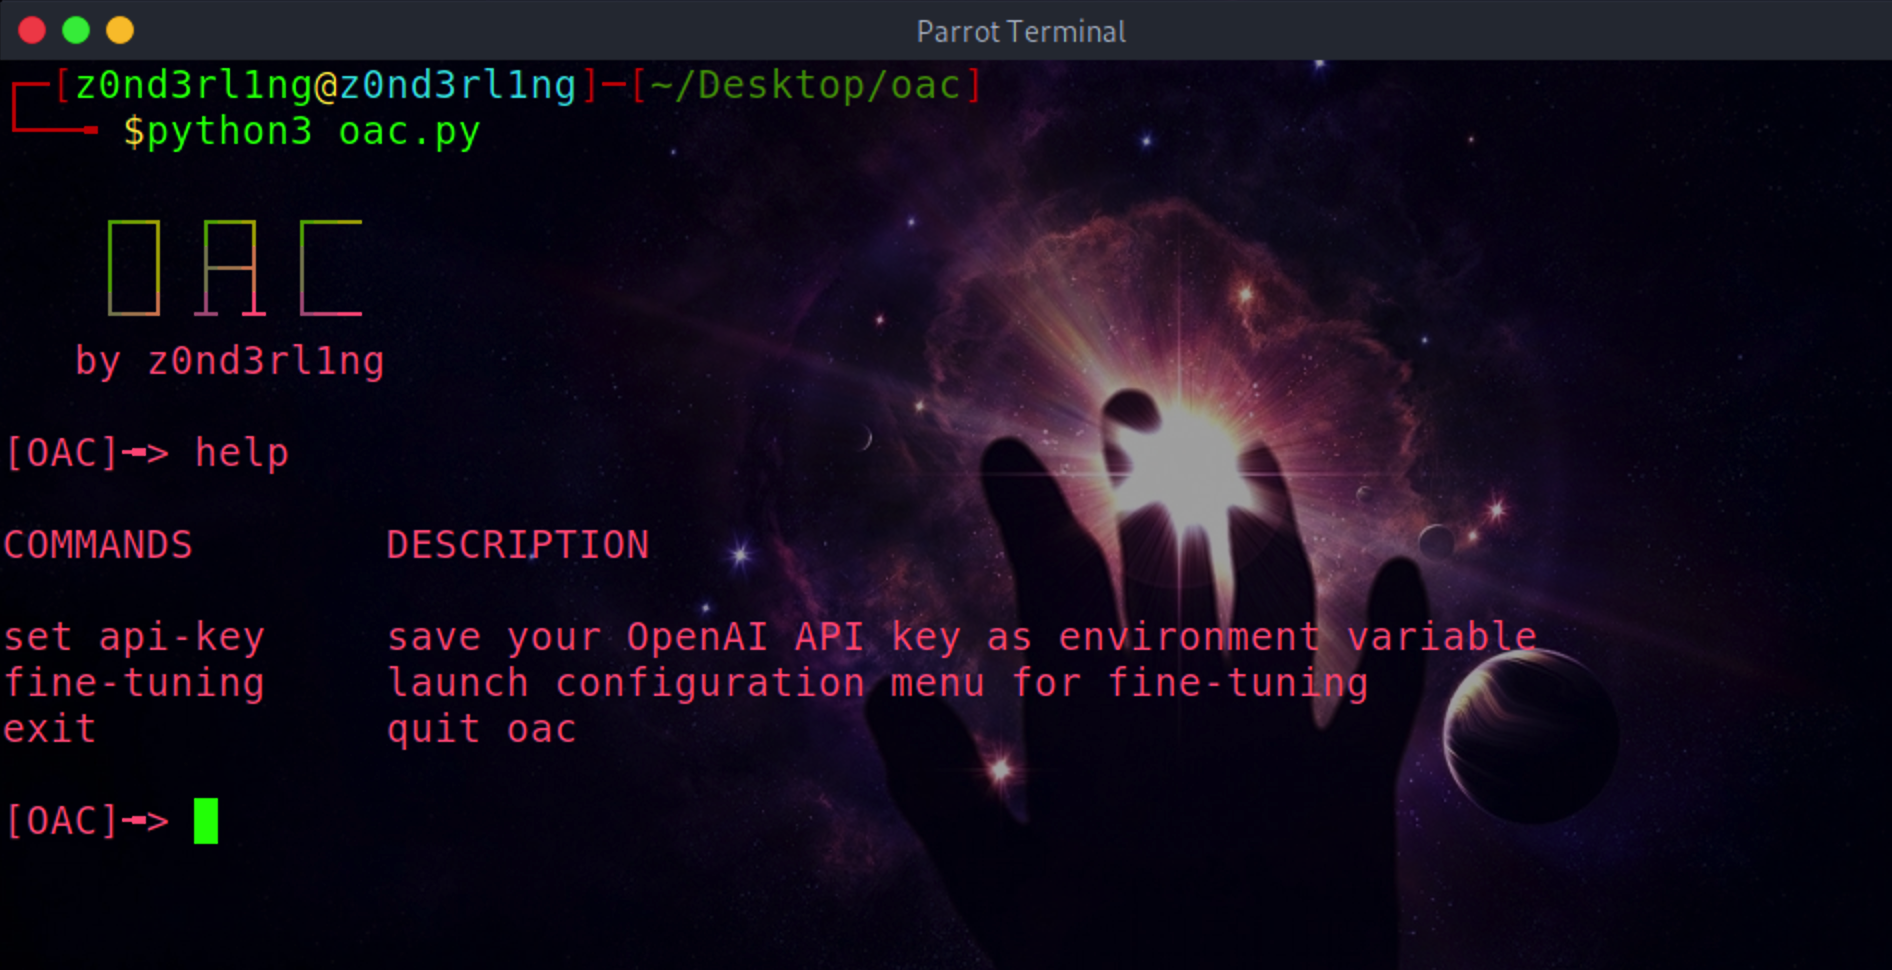 Parrot Terminal
[z0nd3rl1ng@z0nd3rl1ng]─[~/Desktop/oac]
$python3 oac.py
OAC
by z0nd3rl1ng
[OAC]─> help
COMMANDS DESCRIPTION
set api-key save your OpenAI API key as environment variable
fine-tuning launch configuration menu for fine-tuning
exit quit oac
[OAC]─>